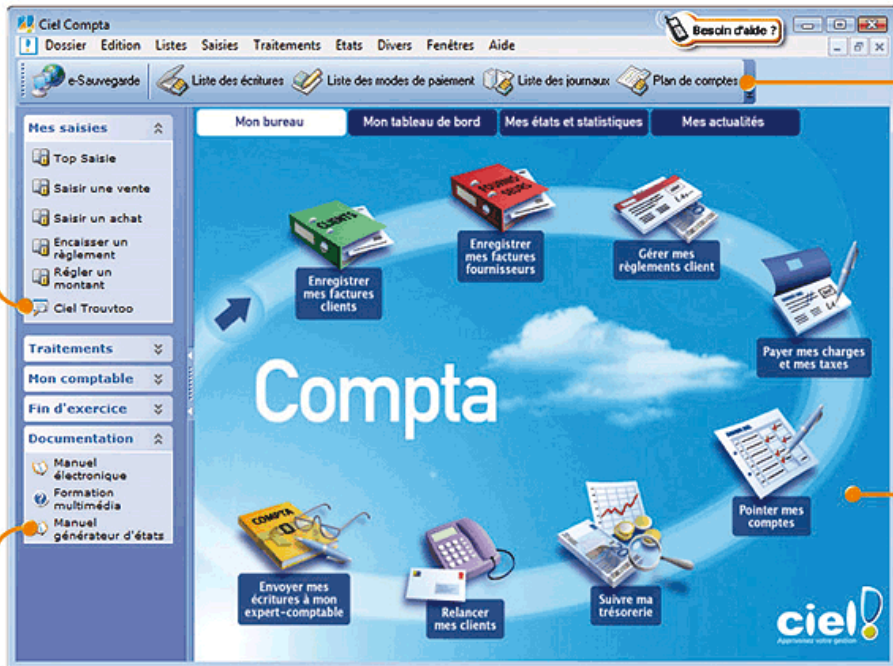 Ciel Compta
Besoin d'aide ?
Dossier Edition Listes Saisies Traitements Etats Divers Fenêtres Aide
e-Sauvegarde Liste des écritures Liste des modes de paiement Liste des journaux Plan de comptes
Mes saisies
Top Saisie
Saisir une vente
Saisir un achat
Encaisser un
règlement
Régler un
montant
Ciel Trouvtoo
Traitements
Mon comptable
Fin d'exercice
Documentation
Manuel
électronique
Formation
multimédia
Manuel
générateur d'états
Mon bureau Mon tableau de bord Mes états et statistiques Mes actualités
CLIENTS
Enregistrer
mes factures
clients
FOURNIS-
SEURS
Enregistrer
mes factures
fournisseurs
Gérer mes
règlements client
Payer mes charges
et mes taxes
Compta
Pointer mes
comptes
Suivre ma
trésorerie
Relancer
mes clients
COMPTA
Envoyer mes
écritures à mon
expert-comptable
ciel!
Apprivoisez votre gestion